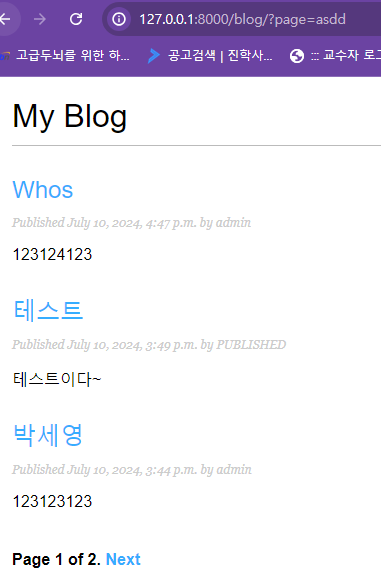 127.0.0.1:8000/blog/?page=asdd
고급두뇌를 위한 하... 공고검색 | 진학사... ::: 교수자 로그
My Blog
Whos
Published July 10, 2024, 4:47 p.m. by admin
123124123
테스트
Published July 10, 2024, 3:49 p.m. by PUBLISHED
테스트이다~
박세영
Published July 10, 2024, 3:44 p.m. by admin
123123123
Page 1 of 2. Next